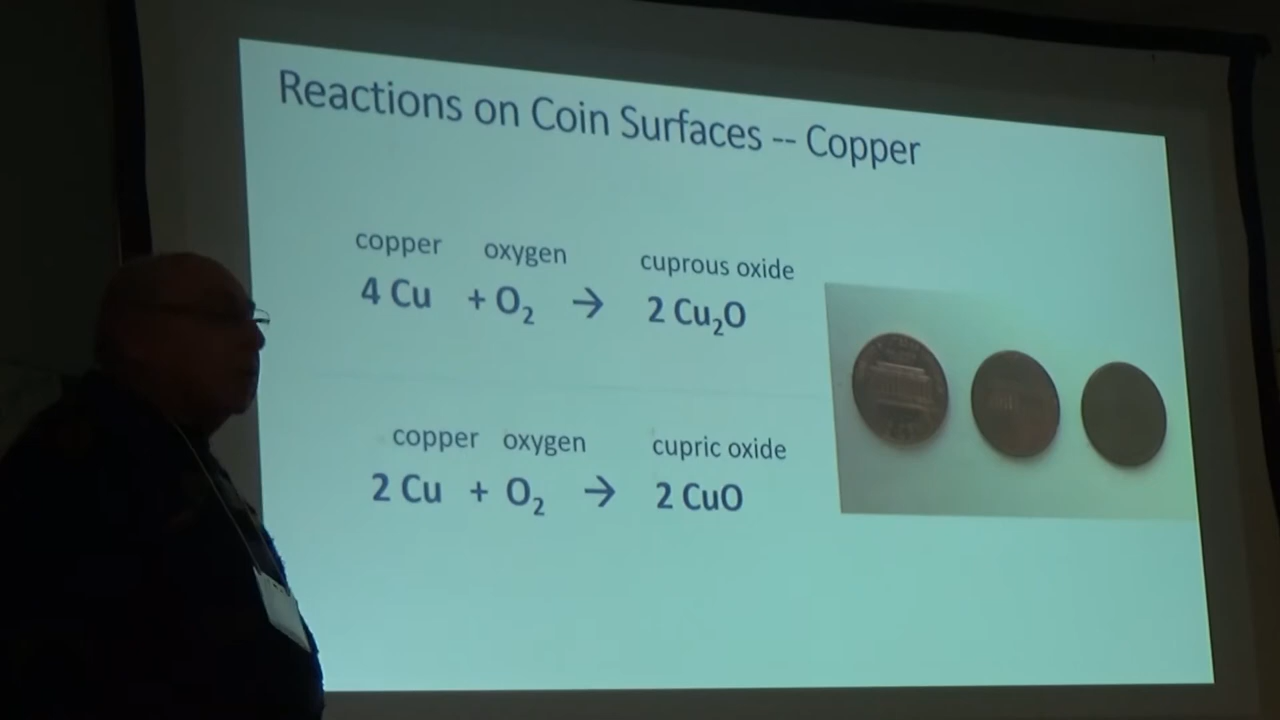 Reactions on Coin Surfaces -- Copper
copper oxygen cuprous oxide
4 Cu + O₂ → 2 Cu₂O
copper oxygen cupric oxide
2 Cu + O₂ → 2 CuO